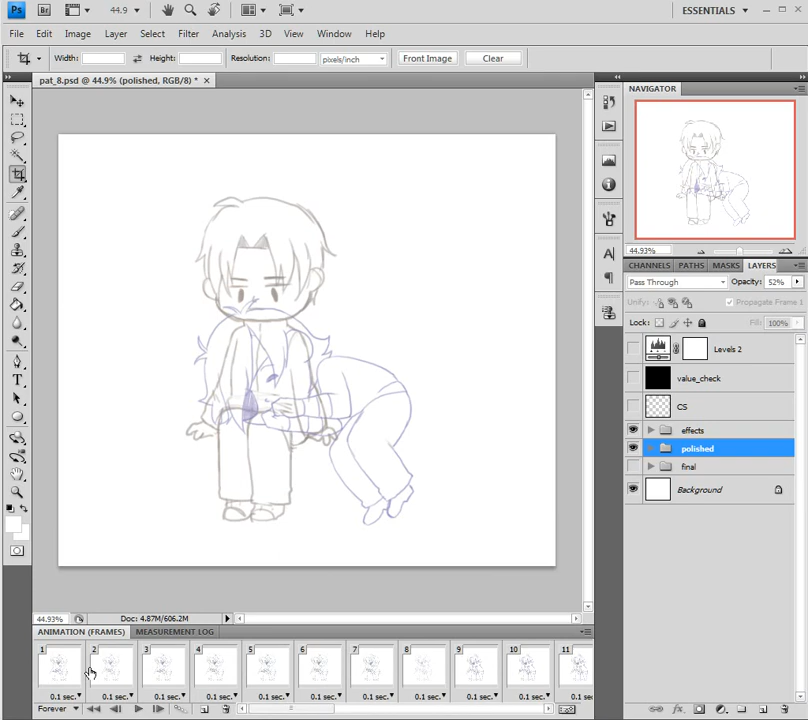 Ps Br 44.9 ESSENTIALS
File Edit Image Layer Select Filter Analysis 3D View Window Help
Width: Height: Resolution: pixels/inch Front Image Clear
pat_8.psd @ 44.9% (polished, RGB/8) * ×
NAVIGATOR
44.93%
CHANNELS PATHS MASKS LAYERS
Pass Through Opacity: 52%
Unify: Propagate Frame 1
Lock: Fill: 100%
Levels 2
value_check
CS
effects
polished
final
Background
44.93% Doc: 4.87M/606.2M
ANIMATION (FRAMES) MEASUREMENT LOG
1 2 3 4 5 6 7 8 9 10 11
0.1 sec. 0.1 sec. 0.1 sec. 0.1 sec. 0.1 sec. 0.1 sec. 0.1 sec. 0.1 sec. 0.1 sec. 0.1 sec. 0.1 sec.
Forever
fx